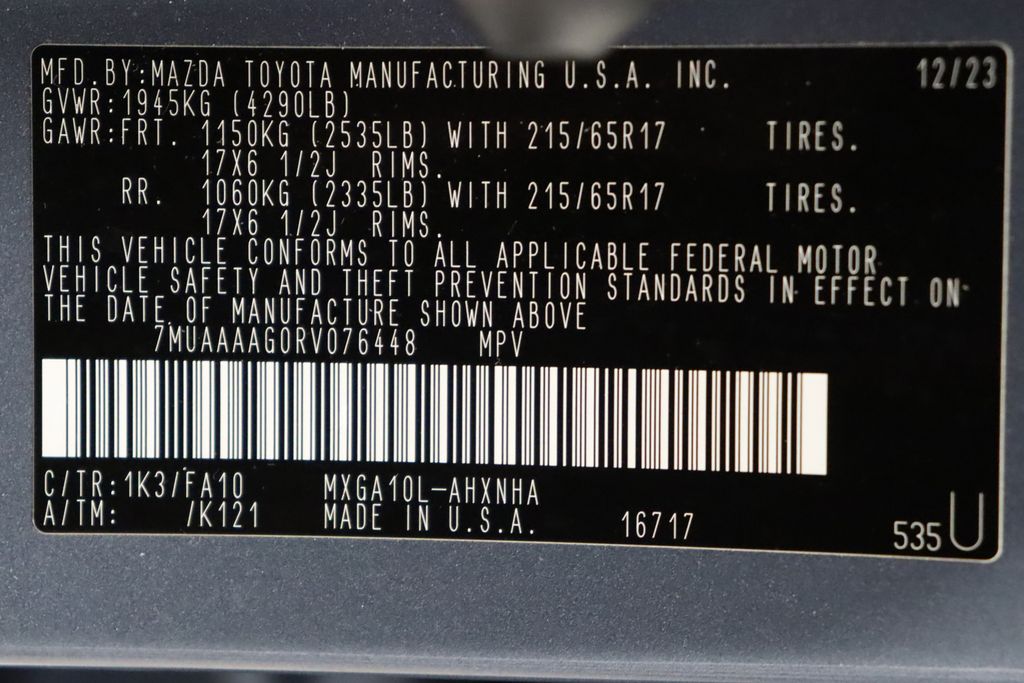 MFD.BY:MAZDA TOYOTA MANUFACTURING U.S.A. INC. 12/23
GVWR:1945KG (4290LB)
GAWR:FRT. 1150KG (2535LB) WITH 215/65R17 TIRES.
17X6 1/2J RIMS.
RR. 1060KG (2335LB) WITH 215/65R17 TIRES.
17X6 1/2J RIMS.
THIS VEHICLE CONFORMS TO ALL APPLICABLE FEDERAL MOTOR
VEHICLE SAFETY AND THEFT PREVENTION STANDARDS IN EFFECT ON
THE DATE OF MANUFACTURE SHOWN ABOVE
7MUAAAAG0RV076448 MPV
C/TR:1K3/FA10 MXGA10L-AHXNHA
A/TM: /K121 MADE IN U.S.A. 16717 535 U